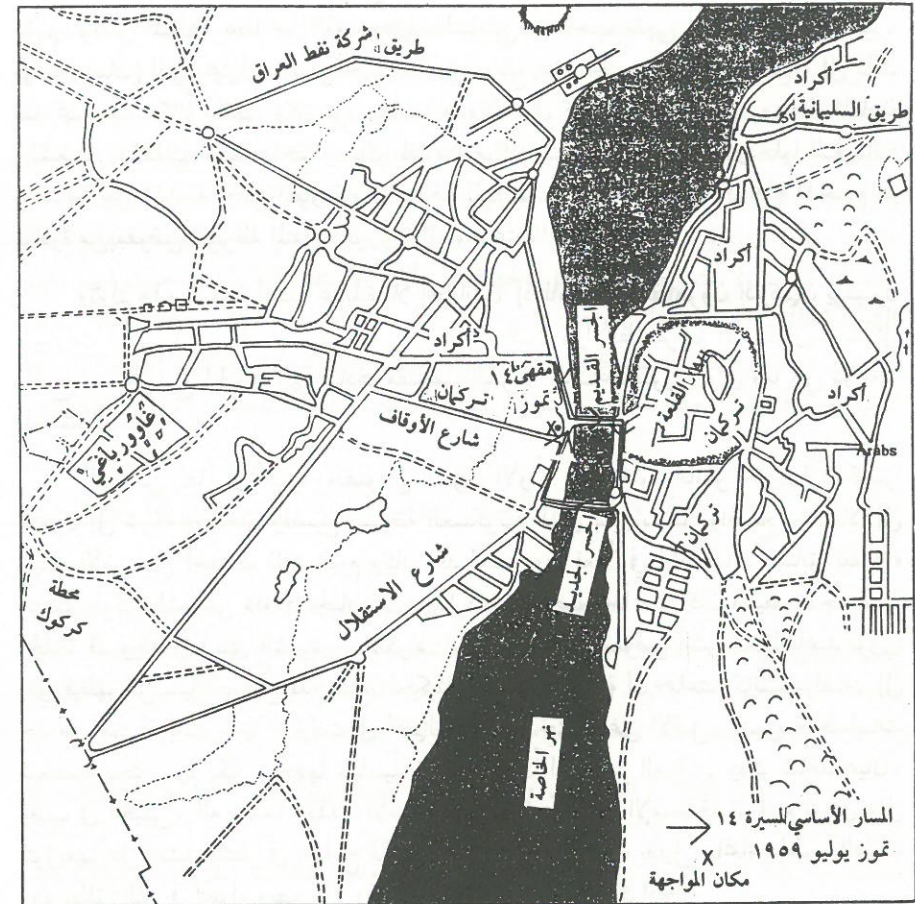 طريق شركة نفط العراق
أكراد
طريق السليمانية
أكراد
أكراد
الجسر القديم
أكراد
مقهى ١٤
تموز
تركمان
شارع الأوقاف
القلعة
تركمان
Arabs
تركمان
الجسر الجديد
شارع الاستقلال
محطة
كركوك
نهر الخاصة
المسار الأساسي للمسيرة ١٤
تموز يوليو ١٩٥٩
X
مكان المواجهة